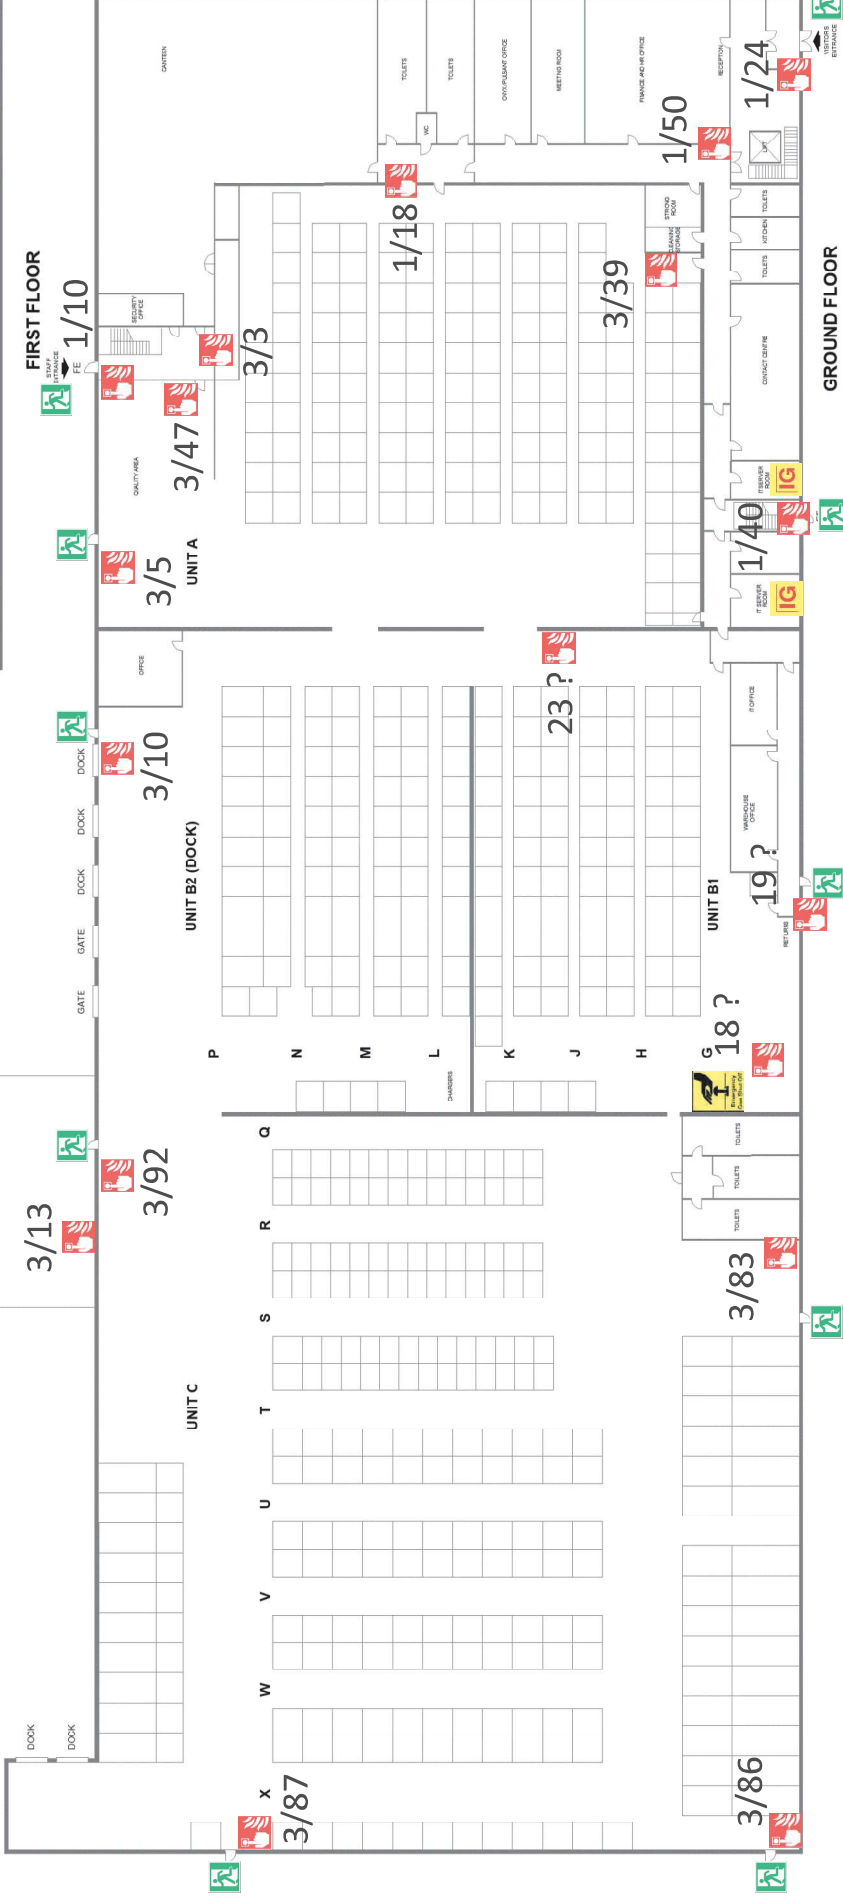 FIRST FLOOR
GROUND FLOOR
CANTEEN
TOILETS
TOILETS
WC
MEETING ROOM
FINANCE AND HR OFFICE
RECEPTION
VISITORS
ENTRANCE
1/24
1/50
LIFT
1/18
STRONG
ROOM
CLEANING
STORAGE
TOILETS
KITCHEN
TOILETS
3/39
CONTACT CENTRE
SECURITY
OFFICE
1/10
STAFF
ENTRANCE
FE
3/3
3/47
QUALITY AREA
3/5
UNIT A
IT SERVER
ROOM
IG
1/40
IT SERVER
ROOM
IG
OFFICE
23 ?
IT OFFICE
3/10
DOCK
DOCK
DOCK
GATE
GATE
UNIT B2 (DOCK)
UNIT B1
WAREHOUSE
OFFICE
19 ?
RETURNS
18 ?
P
N
M
L
K
J
H
G
CHARGERS
Emergency
Gas Shut Off
Q
TOILETS
TOILETS
TOILETS
3/92
3/13
3/83
R
S
T
UNIT C
U
V
W
X
DOCK
DOCK
3/87
3/86